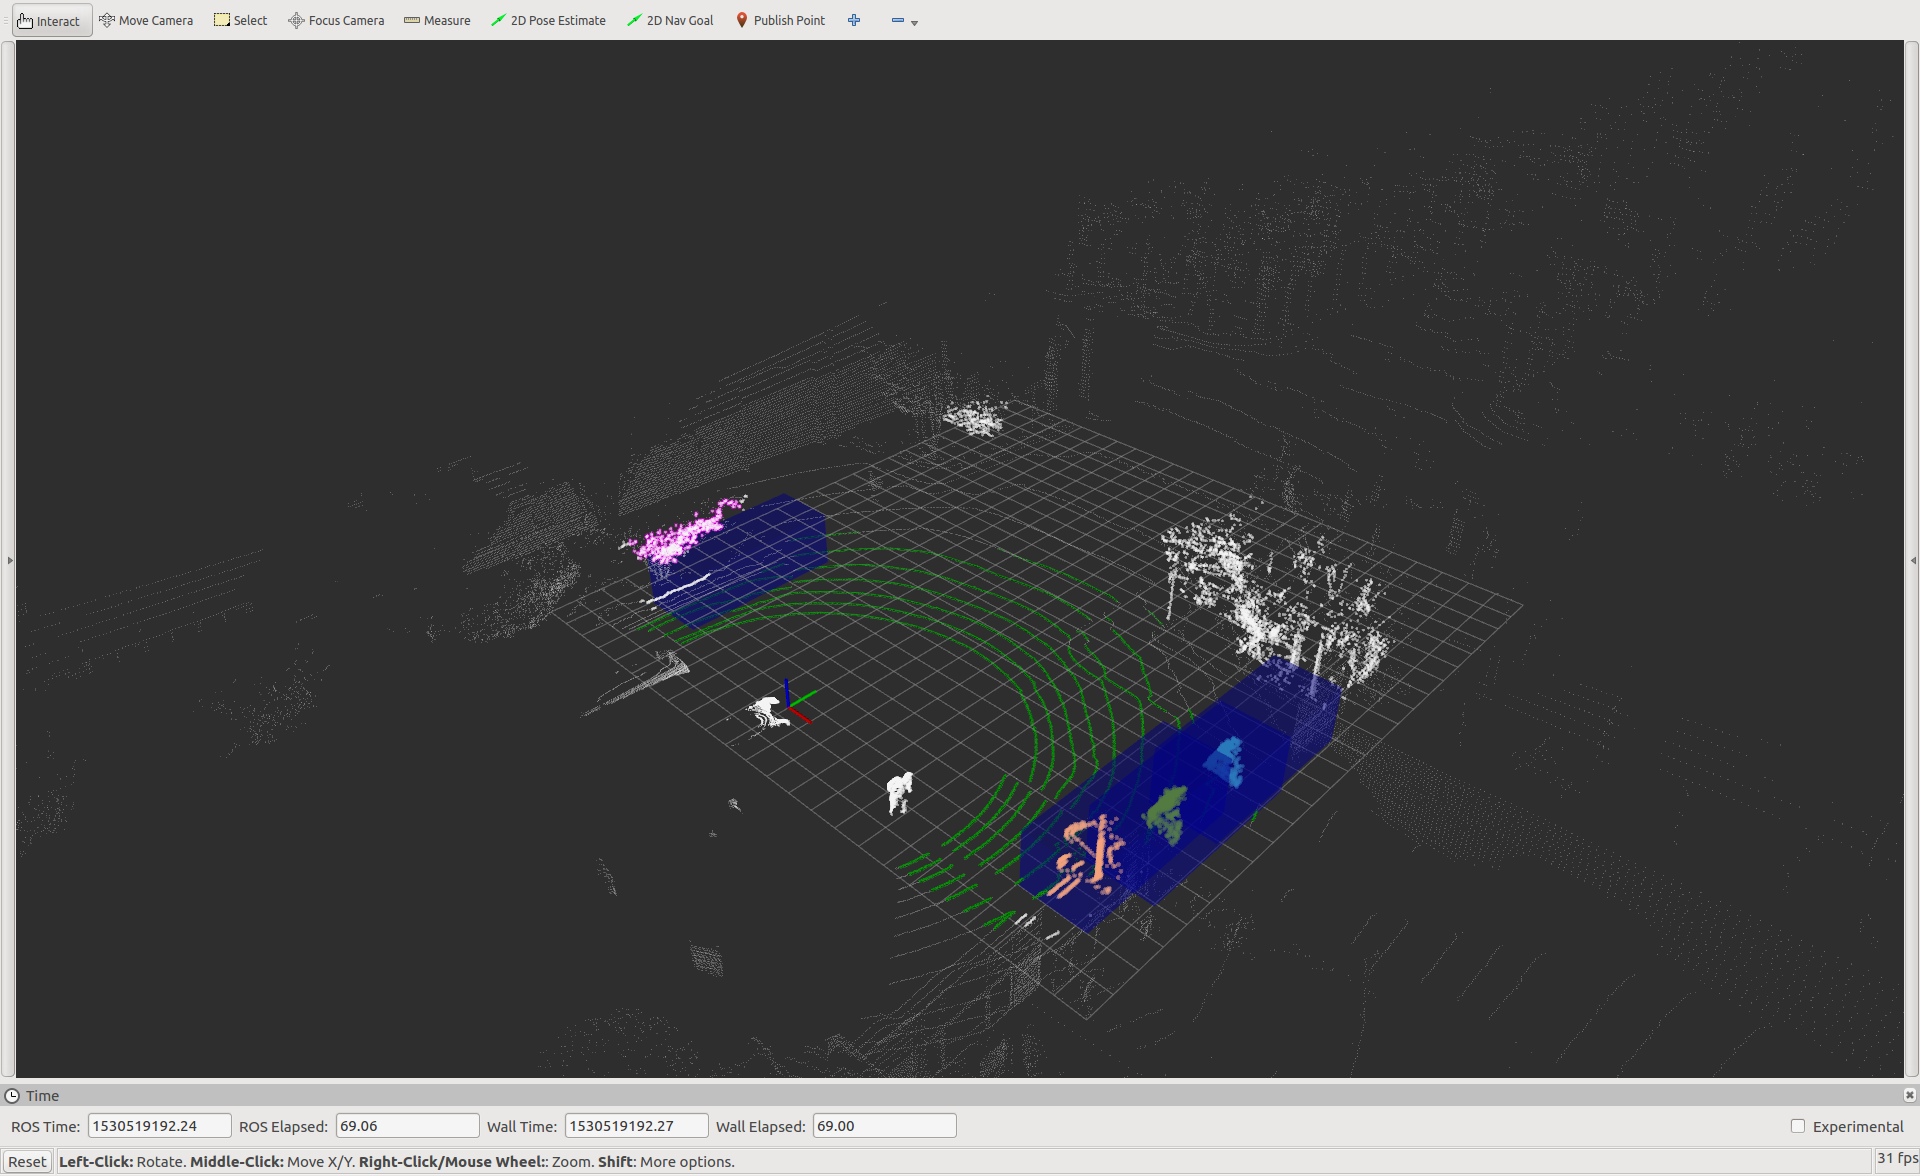 Interact Move Camera Select Focus Camera Measure 2D Pose Estimate 2D Nav Goal Publish Point
Time
ROS Time: 1530519192.24 ROS Elapsed: 69.06 Wall Time: 1530519192.27 Wall Elapsed: 69.00 Experimental
Reset Left-Click: Rotate. Middle-Click: Move X/Y. Right-Click/Mouse Wheel:: Zoom. Shift: More options. 31 fps